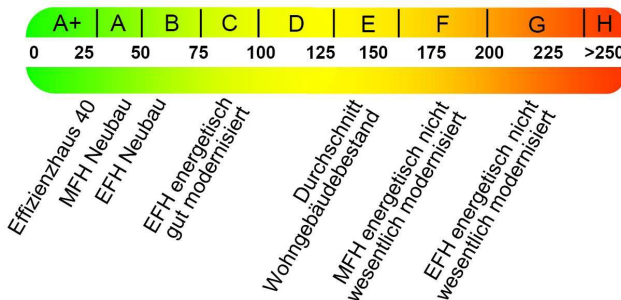 A+ A B C D E F G H
0 25 50 75 100 125 150 175 200 225 >250
Effizienzhaus 40
MFH Neubau
EFH Neubau
EFH energetisch
gut modernisiert
Durchschnitt
Wohngebäudebestand
MFH energetisch nicht
wesentlich modernisiert
EFH energetisch nicht
wesentlich modernisiert